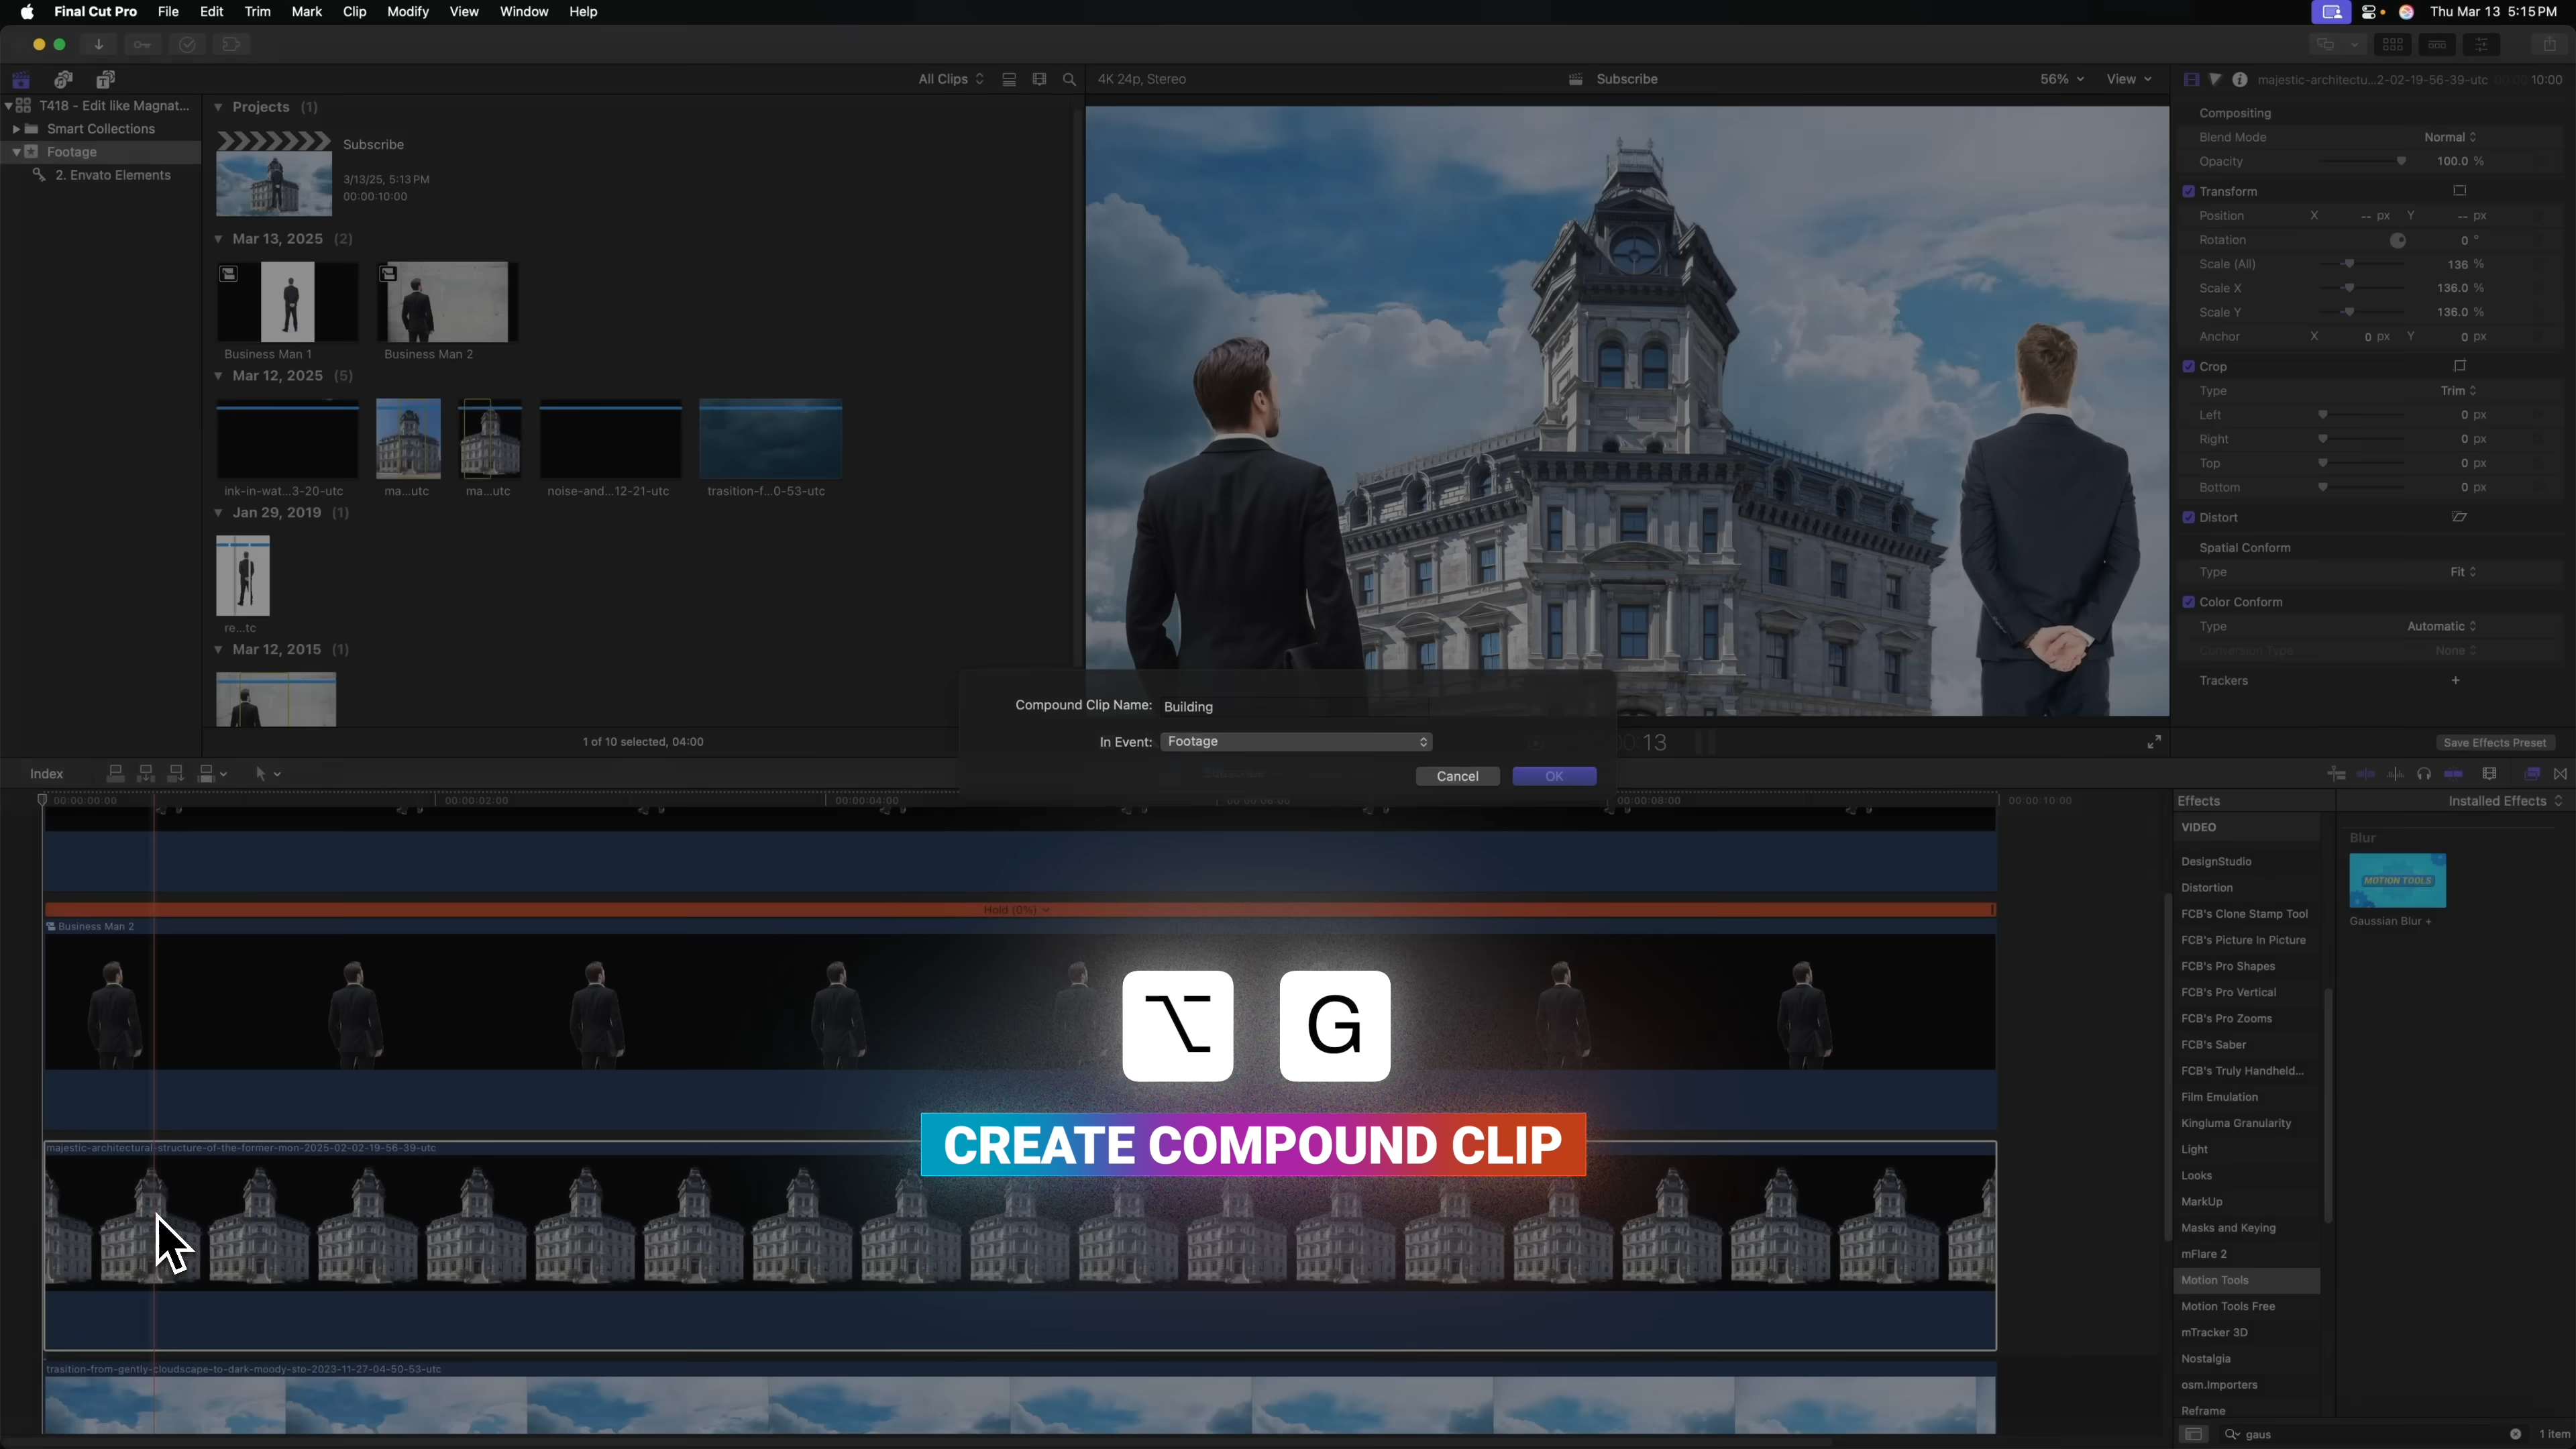 Final Cut Pro File Edit Trim Mark Clip Modify View Window Help
Thu Mar 13 5:15 PM
All Clips
4K 24p, Stereo
Subscribe
56%
View
majestic-architectu...2-02-19-56-39-utc
10:00
T418 - Edit like Magnat...
Smart Collections
Footage
2. Envato Elements
Projects (1)
Subscribe
3/13/25, 5:13 PM
00:00:10:00
Mar 13, 2025 (2)
Business Man 1
Business Man 2
Mar 12, 2025 (5)
ink-in-wat...3-20-utc
ma...utc
ma...utc
noise-and...12-21-utc
trasition-f...0-53-utc
Jan 29, 2019 (1)
re...tc
Mar 12, 2015 (1)
1 of 10 selected, 04:00
Compositing
Blend Mode Normal
Opacity 100.0 %
Transform
Position X -- px Y -- px
Rotation 0 °
Scale (All) 136 %
Scale X 136.0 %
Scale Y 136.0 %
Anchor X 0 px Y 0 px
Crop
Type Trim
Left 0 px
Right 0 px
Top 0 px
Bottom 0 px
Distort
Spatial Conform
Type Fit
Color Conform
Type Automatic
Conversion Type None
Trackers +
Save Effects Preset
Compound Clip Name: Building
In Event: Footage
Cancel
OK
13
Index
00:00:00:00
00:00:02:00
00:00:04:00
00:00:06:00
00:00:08:00
00:00:10:00
Hold (0%)
Business Man 2
⌥ G
CREATE COMPOUND CLIP
majestic-architectural-structure-of-the-former-mon-2025-02-02-19-56-39-utc
trasition-from-gently-cloudscape-to-dark-moody-sto-2023-11-27-04-50-53-utc
Effects
Installed Effects
VIDEO
DesignStudio
Distortion
FCB's Clone Stamp Tool
FCB's Picture In Picture
FCB's Pro Shapes
FCB's Pro Vertical
FCB's Pro Zooms
FCB's Saber
FCB's Truly Handheld...
Film Emulation
Kingluma Granularity
Light
Looks
MarkUp
Masks and Keying
mFlare 2
Motion Tools
Motion Tools Free
mTracker 3D
Nostalgia
osm.Importers
Reframe
Blur
MOTION TOOLS
Gaussian Blur +
gaus
1 item